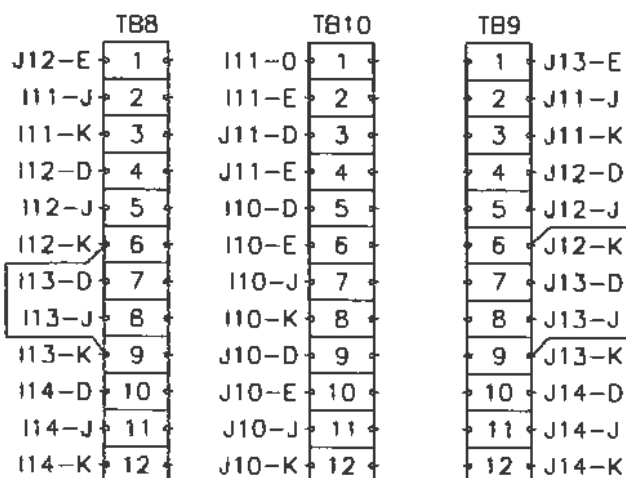 TB8 TB10 TB9
J12-E 1 I11-0 1 1 J13-E
I11-J 2 I11-E 2 2 J11-J
I11-K 3 J11-D 3 3 J11-K
I12-D 4 J11-E 4 4 J12-D
I12-J 5 I10-D 5 5 J12-J
I12-K 6 I10-E 6 6 J12-K
I13-D 7 I10-J 7 7 J13-D
I13-J 8 I10-K 8 8 J13-J
I13-K 9 J10-D 9 9 J13-K
I14-D 10 J10-E 10 10 J14-D
I14-J 11 J10-J 11 11 J14-J
I14-K 12 J10-K 12 12 J14-K